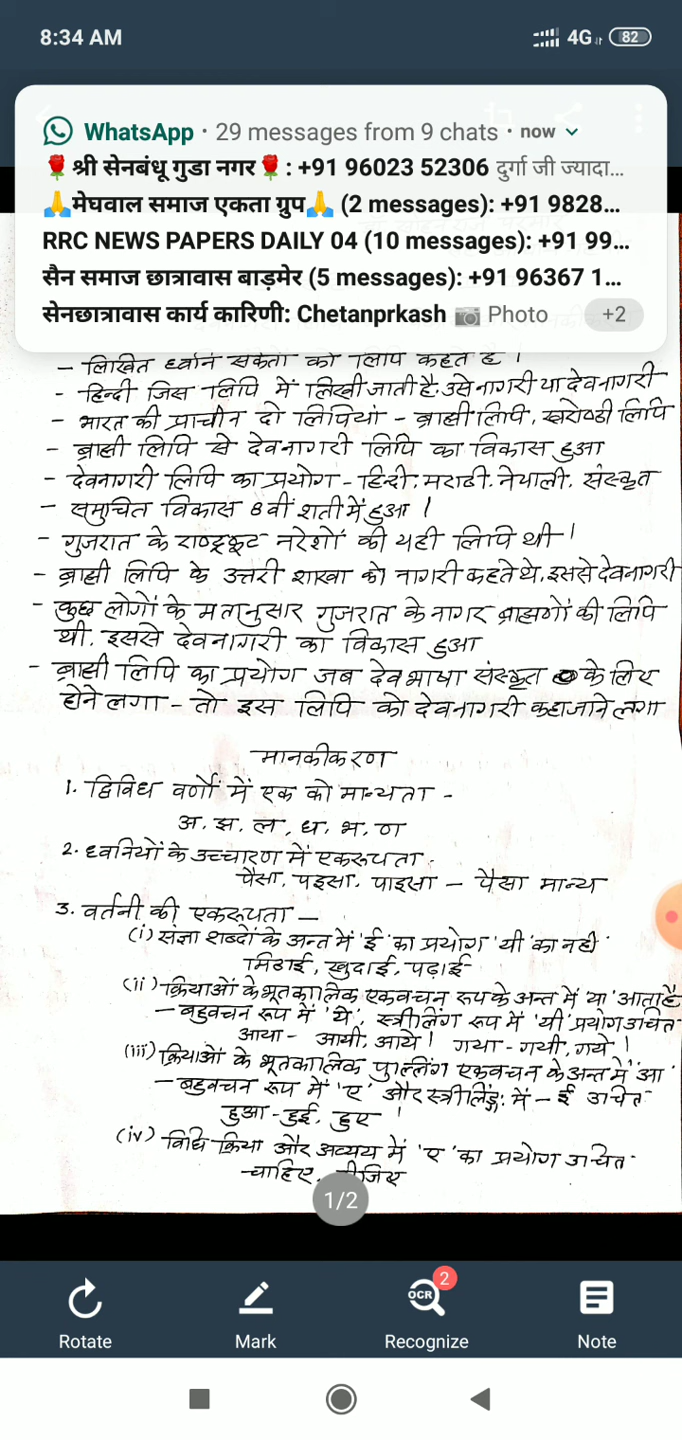 8:34 AM 4G 82
WhatsApp • 29 messages from 9 chats • now
🌹श्री सेनबंधू गुडा नगर🌹: +91 96023 52306 दुर्गा जी ज्यादा...
🙏मेघवाल समाज एकता ग्रुप🙏 (2 messages): +91 9828...
RRC NEWS PAPERS DAILY 04 (10 messages): +91 99...
सैन समाज छात्रावास बाड़मेर (5 messages): +91 96367 1...
सेनछात्रावास कार्य कारिणी: Chetanprkash 📷 Photo +2
- लिखित ध्वनि संकेतों को लिपि कहते है।
- हिन्दी जिस लिपि में लिखी जाती है. उसे नागरी या देवनागरी
- भारत की प्राचीन दो लिपियां - ब्राह्मी लिपि, खरोष्ठी लिपि
- ब्राह्मी लिपि से देवनागरी लिपि का विकास हुआ
- देवनागरी लिपि का प्रयोग - हिन्दी. मराठी. नेपाली. संस्कृत
- समुचित विकास 8वीं शती में हुआ।
- गुजरात के राष्ट्रकूट नरेशों की यही लिपि थी।
- ब्राह्मी लिपि के उत्तरी शाखा को नागरी कहते थे. इससे देवनागरी
- कुछ लोगों के मतानुसार गुजरात के नागर ब्राह्मणों की लिपि
थी. इससे देवनागरी का विकास हुआ
- ब्राह्मी लिपि का प्रयोग जब देव भाषा संस्कृत के लिए
होने लगा - तो इस लिपि को देवनागरी कहा जाने लगा
मानकीकरण
1. द्विविध वर्णों में एक को मान्यता -
अ. झ. ल, ध. भ. ण
2. ध्वनियों के उच्चारण में एकरूपता.
पैसा. पइसा. पाइसा - पैसा मान्य
3. वर्तनी की एकरूपता -
(i) संज्ञा शब्दों के अन्त में 'ई' का प्रयोग 'यी' का नहीं
मिठाई, खुदाई, पढ़ाई
(ii) क्रियाओं के भूतकालिक एकवचन रूप के अन्त में 'या' आता है
- बहुवचन रूप में 'ये', स्त्रीलिंग रूप में 'यी' प्रयोग उचित
आया - आयी, आये। गया - गयी, गये।
(iii) क्रियाओं के भूतकालिक पुल्लिंग एकवचन के अन्त में 'आ'
- बहुवचन रूप में 'ए' और स्त्रीलिङ्ग में - ई उचित
हुआ - हुई, हुए।
(iv) विधि क्रिया और अव्यय में 'ए' का प्रयोग उचित
- चाहिए,
1/2
Rotate Mark OCR 2 Recognize Note